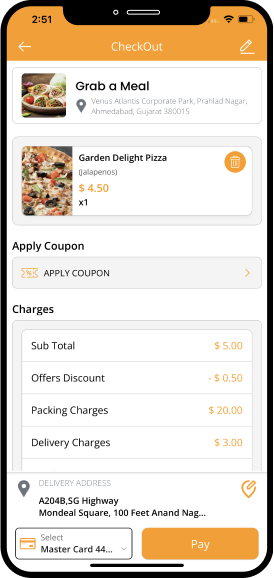 2:51
CheckOut
Grab a Meal
Venus Atlantis Corporate Park, Prahlad Nagar,
Ahmedabad, Gujarat 380015
Garden Delight Pizza
(Jalapenos)
$ 4.50
x1
Apply Coupon
APPLY COUPON
Charges
Sub Total $ 5.00
Offers Discount - $ 0.50
Packing Charges $ 20.00
Delivery Charges $ 3.00
DELIVERY ADDRESS
A204B,SG Highway
Mondeal Square, 100 Feet Anand Nag...
Select
Master Card 44...
Pay